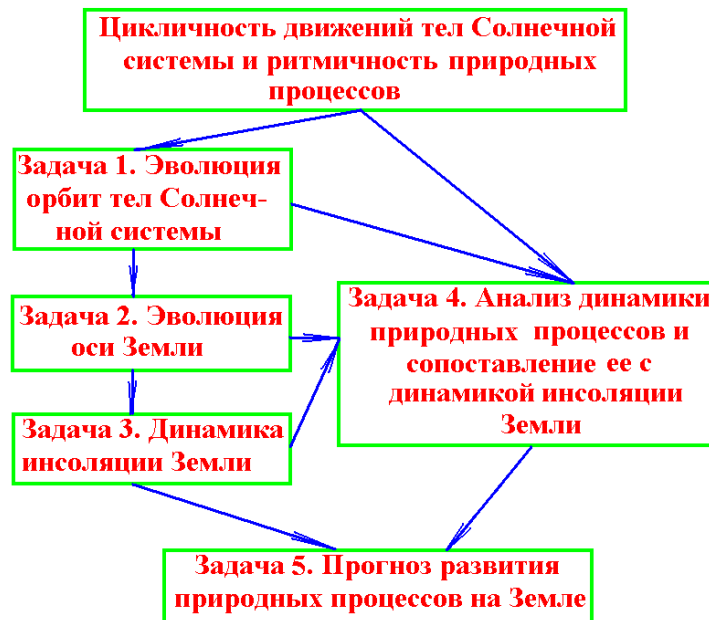 Цикличность движений тел Солнечной
системы и ритмичность природных
процессов
Задача 1. Эволюция
орбит тел Солнеч-
ной системы
Задача 2. Эволюция
оси Земли
Задача 3. Динамика
инсоляции Земли
Задача 4. Анализ динамики
природных процессов и
сопоставление ее с
динамикой инсоляции
Земли
Задача 5. Прогноз развития
природных процессов на Земле